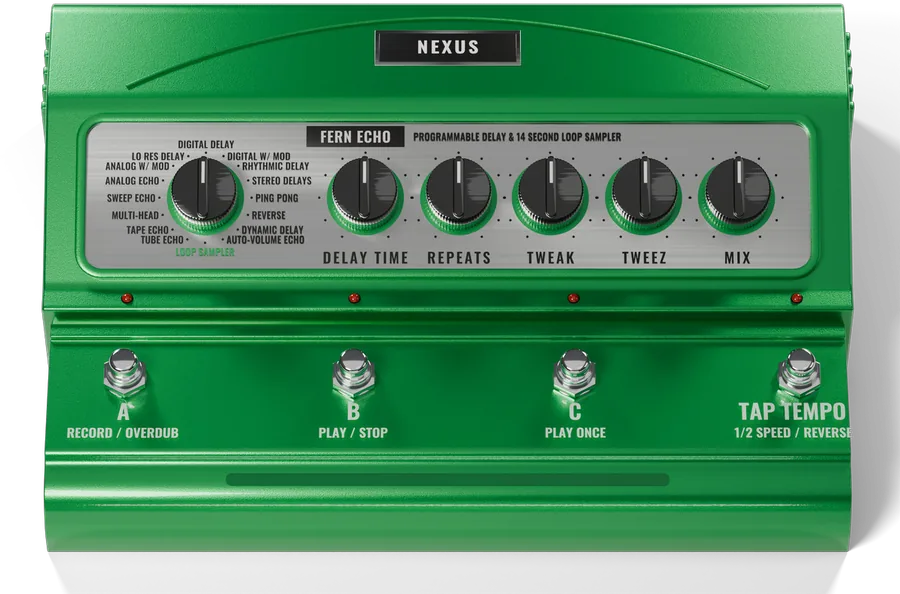 NEXUS
FERN ECHO
PROGRAMMABLE DELAY & 14 SECOND LOOP SAMPLER
DIGITAL DELAY
LO RES DELAY
DIGITAL W/ MOD
ANALOG W/ MOD
RHYTHMIC DELAY
ANALOG ECHO
STEREO DELAYS
SWEEP ECHO
PING PONG
MULTI-HEAD
REVERSE
TAPE ECHO
DYNAMIC DELAY
TUBE ECHO
AUTO-VOLUME ECHO
LOOP SAMPLER
DELAY TIME
REPEATS
TWEAK
TWEEZ
MIX
A
RECORD / OVERDUB
B
PLAY / STOP
C
PLAY ONCE
TAP TEMPO
1/2 SPEED / REVERSE